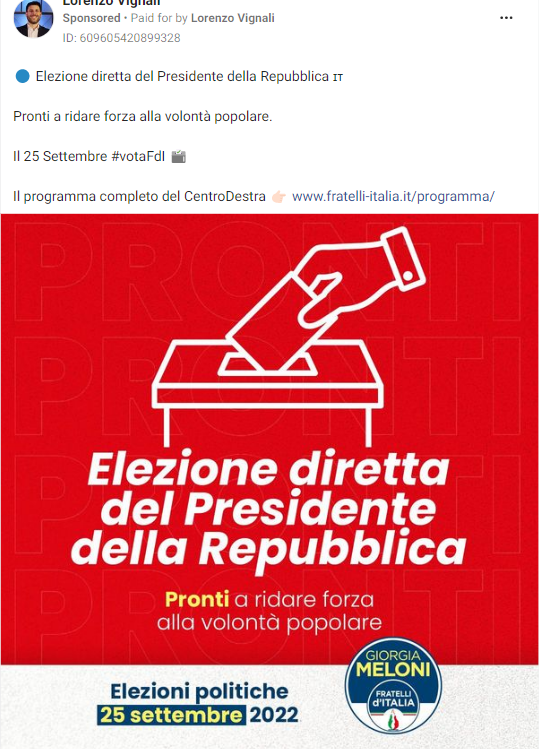 Lorenzo Vignali
Sponsored • Paid for by Lorenzo Vignali
ID: 609605420899328
🔵 Elezione diretta del Presidente della Repubblica IT
Pronti a ridare forza alla volontà popolare.
Il 25 Settembre #votaFdI 🗳
Il programma completo del CentroDestra 👉🏻 www.fratelli-italia.it/programma/
PRONTI
PRONTI
PRONTI
PRONTI
Elezione diretta
del Presidente
della Repubblica
Pronti a ridare forza
alla volontà popolare
Elezioni politiche
25 settembre 2022
GIORGIA
MELONI
FRATELLI
d'ITALIA